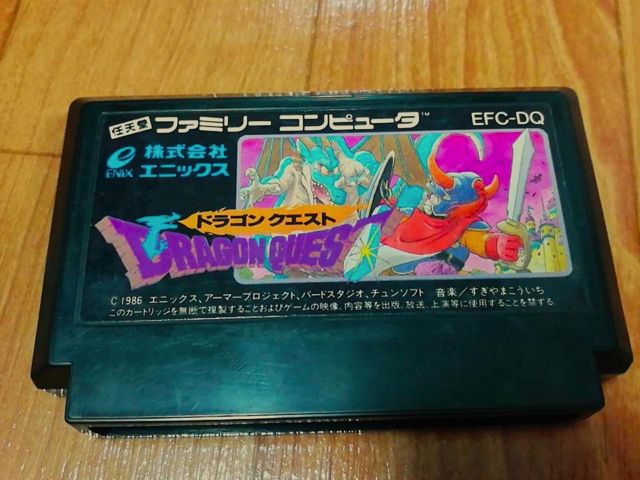 任天堂 ファミリー コンピュータ™ EFC-DQ
ENIX 株式会社
エニックス
ドラゴンクエスト
DRAGON QUES
© 1986 エニックス、アーマープロジェクト、バードスタジオ、チュンソフト 音楽／すぎやまこういち
このカートリッジを無断で複製することおよびゲームの映像、内容等を出版、放送、上演等に使用することを禁ずる。